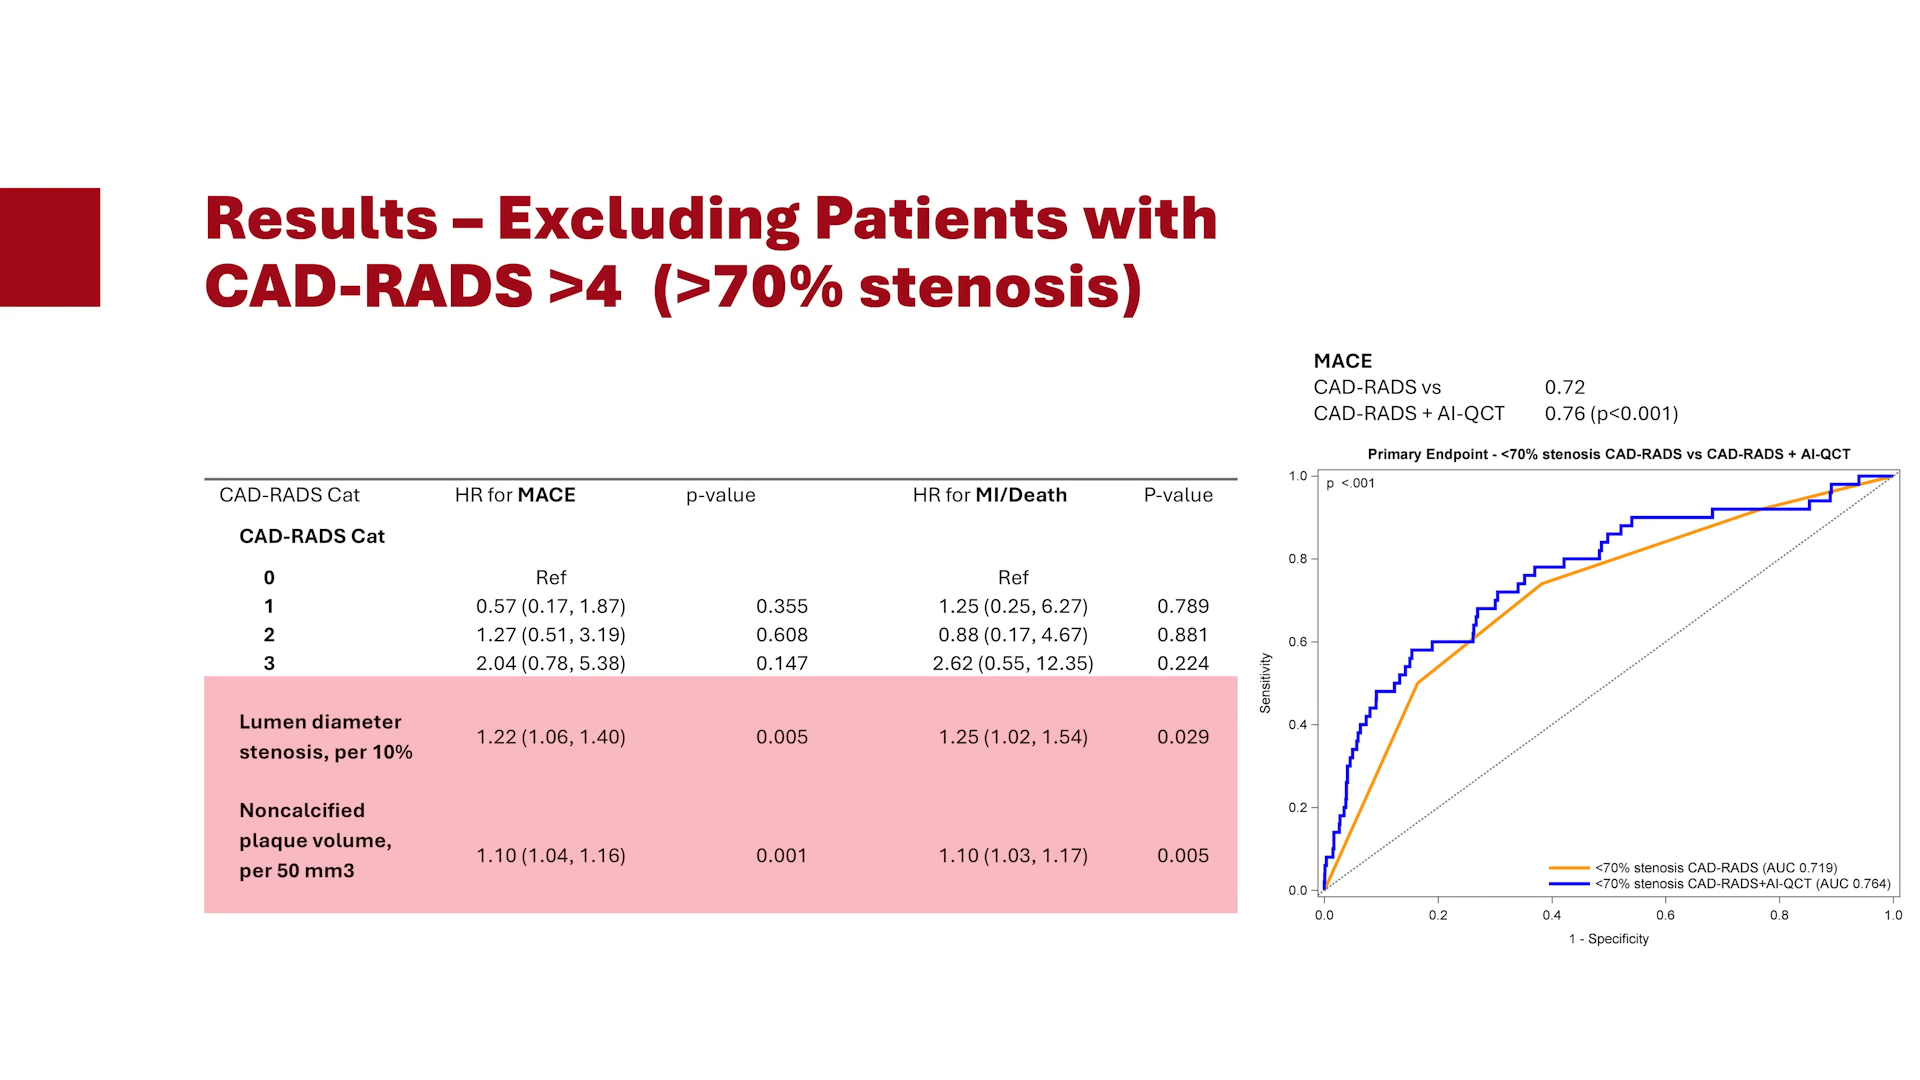 Results – Excluding Patients with
CAD-RADS >4 (>70% stenosis)
MACE
CAD-RADS vs 0.72
CAD-RADS + AI-QCT 0.76 (p<0.001)
CAD-RADS Cat HR for MACE p-value HR for MI/Death P-value
CAD-RADS Cat
0 Ref Ref
1 0.57 (0.17, 1.87) 0.355 1.25 (0.25, 6.27) 0.789
2 1.27 (0.51, 3.19) 0.608 0.88 (0.17, 4.67) 0.881
3 2.04 (0.78, 5.38) 0.147 2.62 (0.55, 12.35) 0.224
Lumen diameter
stenosis, per 10% 1.22 (1.06, 1.40) 0.005 1.25 (1.02, 1.54) 0.029
Noncalcified
plaque volume,
per 50 mm3 1.10 (1.04, 1.16) 0.001 1.10 (1.03, 1.17) 0.005
Primary Endpoint - <70% stenosis CAD-RADS vs CAD-RADS + AI-QCT
p <.001
1.0
0.8
0.6
0.4
0.2
0.0
Sensitivity
<70% stenosis CAD-RADS (AUC 0.719)
<70% stenosis CAD-RADS+AI-QCT (AUC 0.764)
0.0 0.2 0.4 0.6 0.8 1.0
1 - Specificity